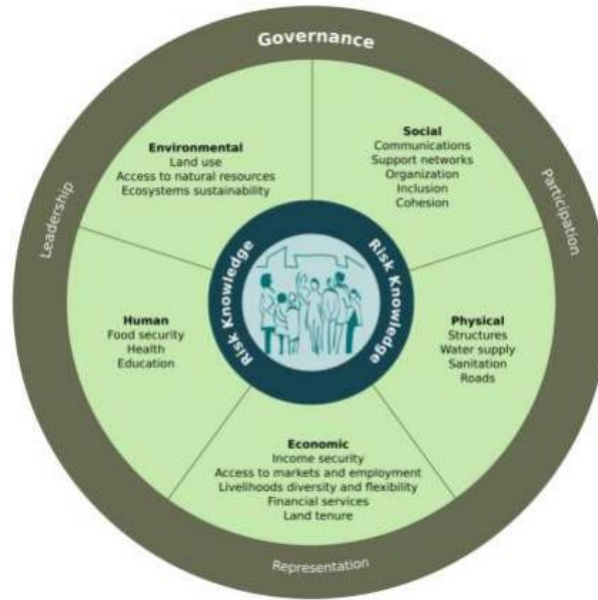 Governance
Leadership
Participation
Representation
Environmental
Land use
Access to natural resources
Ecosystems sustainability
Social
Communications
Support networks
Organization
Inclusion
Cohesion
Risk Knowledge
Risk Knowledge
Human
Food security
Health
Education
Physical
Structures
Water supply
Sanitation
Roads
Economic
Income security
Access to markets and employment
Livelihoods diversity and flexibility
Financial services
Land tenure